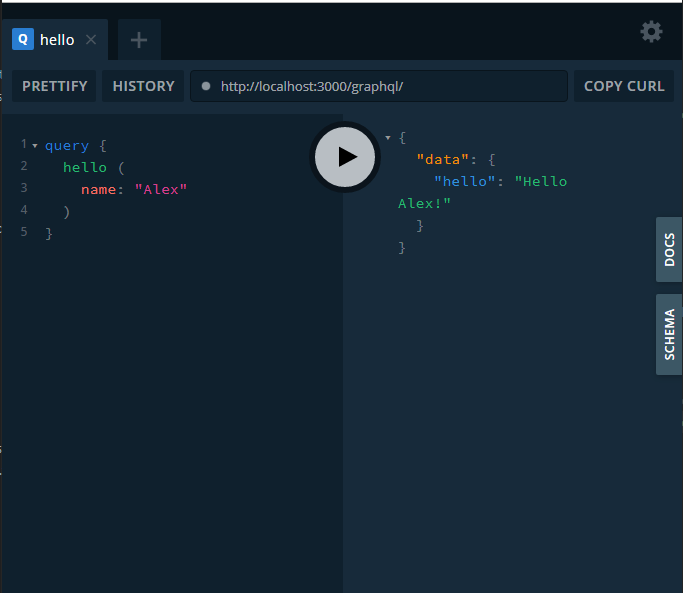 Q hello
PRETTIFY HISTORY http://localhost:3000/graphql/ COPY CURL
1 query {
2 hello (
3 name: "Alex"
4 )
5 }
{
"data": {
"hello": "Hello
Alex!"
}
}
DOCS
SCHEMA